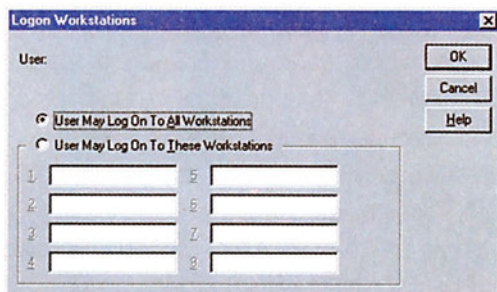 Logon Workstations
User:
OK
Cancel
Help
User May Log On To All Workstations
User May Log On To These Workstations
1 5
2 6
3 7
4 8